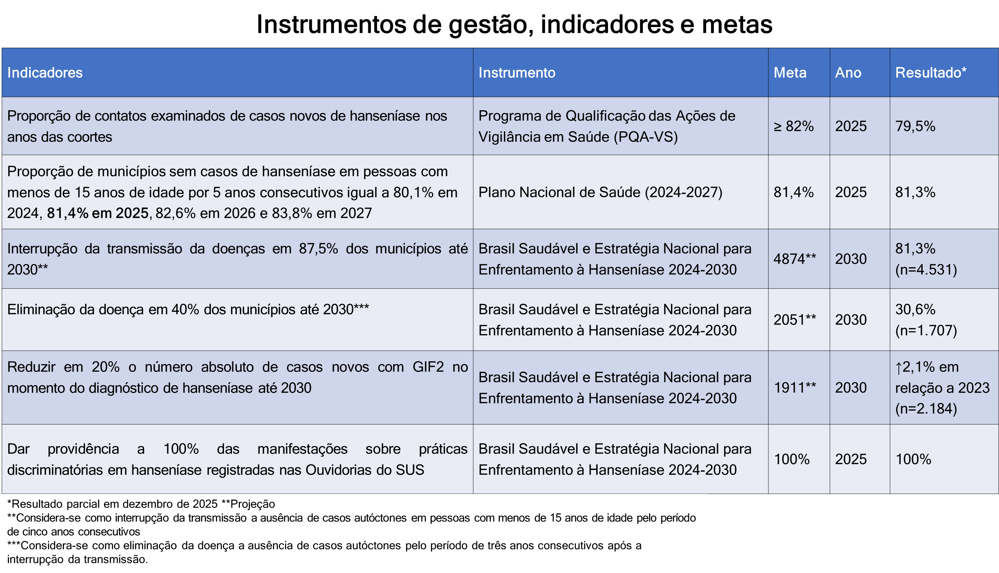 Instrumentos de gestão, indicadores e metas
Indicadores
Instrumento
Meta
Ano
Resultado*
Proporção de contatos examinados de casos novos de hanseníase nos
anos das coortes
Programa de Qualificação das Ações de
Vigilância em Saúde (PQA-VS)
≥ 82%
2025
79,5%
Proporção de municípios sem casos de hanseníase em pessoas com
menos de 15 anos de idade por 5 anos consecutivos igual a 80,1% em
2024, 81,4% em 2025, 82,6% em 2026 e 83,8% em 2027
Plano Nacional de Saúde (2024-2027)
81,4%
2025
81,3%
Interrupção da transmissão da doenças em 87,5% dos municípios até
2030**
Brasil Saudável e Estratégia Nacional para
Enfrentamento à Hanseníase 2024-2030
4874**
2030
81,3%
(n=4.531)
Eliminação da doença em 40% dos municípios até 2030***
Brasil Saudável e Estratégia Nacional para
Enfrentamento à Hanseníase 2024-2030
2051**
2030
30,6%
(n=1.707)
Reduzir em 20% o número absoluto de casos novos com GIF2 no
momento do diagnóstico de hanseníase até 2030
Brasil Saudável e Estratégia Nacional para
Enfrentamento à Hanseníase 2024-2030
1911**
2030
↑2,1% em
relação a 2023
(n=2.184)
Dar providência a 100% das manifestações sobre práticas
discriminatórias em hanseníase registradas nas Ouvidorias do SUS
Brasil Saudável e Estratégia Nacional para
Enfrentamento à Hanseníase 2024-2030
100%
2025
100%
*Resultado parcial em dezembro de 2025 **Projeção
**Considera-se como interrupção da transmissão a ausência de casos autóctones em pessoas com menos de 15 anos de idade pelo período
de cinco anos consecutivos
***Considera-se como eliminação da doença a ausência de casos autóctones pelo período de três anos consecutivos após a
interrupção da transmissão.